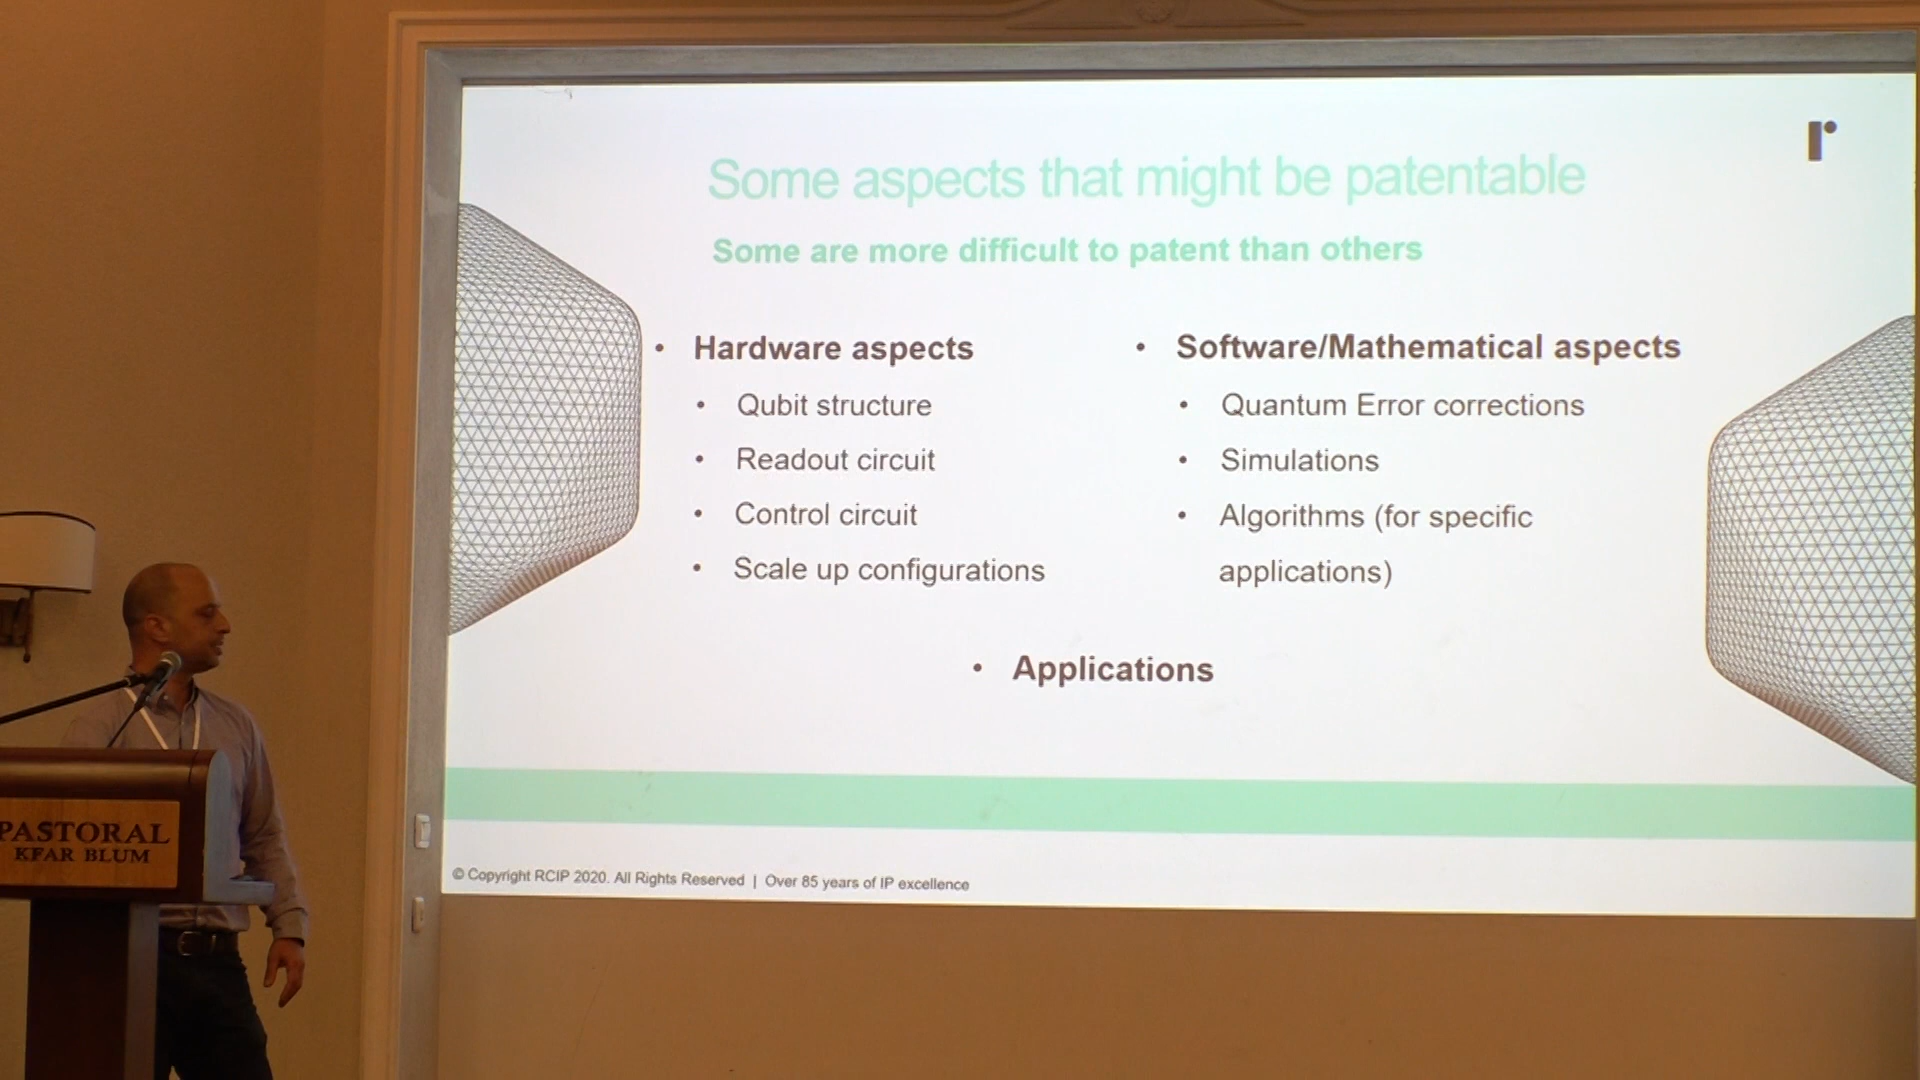 Some aspects that might be patentable
Some are more difficult to patent than others
• Hardware aspects
• Qubit structure
• Readout circuit
• Control circuit
• Scale up configurations
• Software/Mathematical aspects
• Quantum Error corrections
• Simulations
• Algorithms (for specific
applications)
• Applications
© Copyright RCIP 2020. All Rights Reserved | Over 85 years of IP excellence
r
PASTORAL
KFAR BLUM